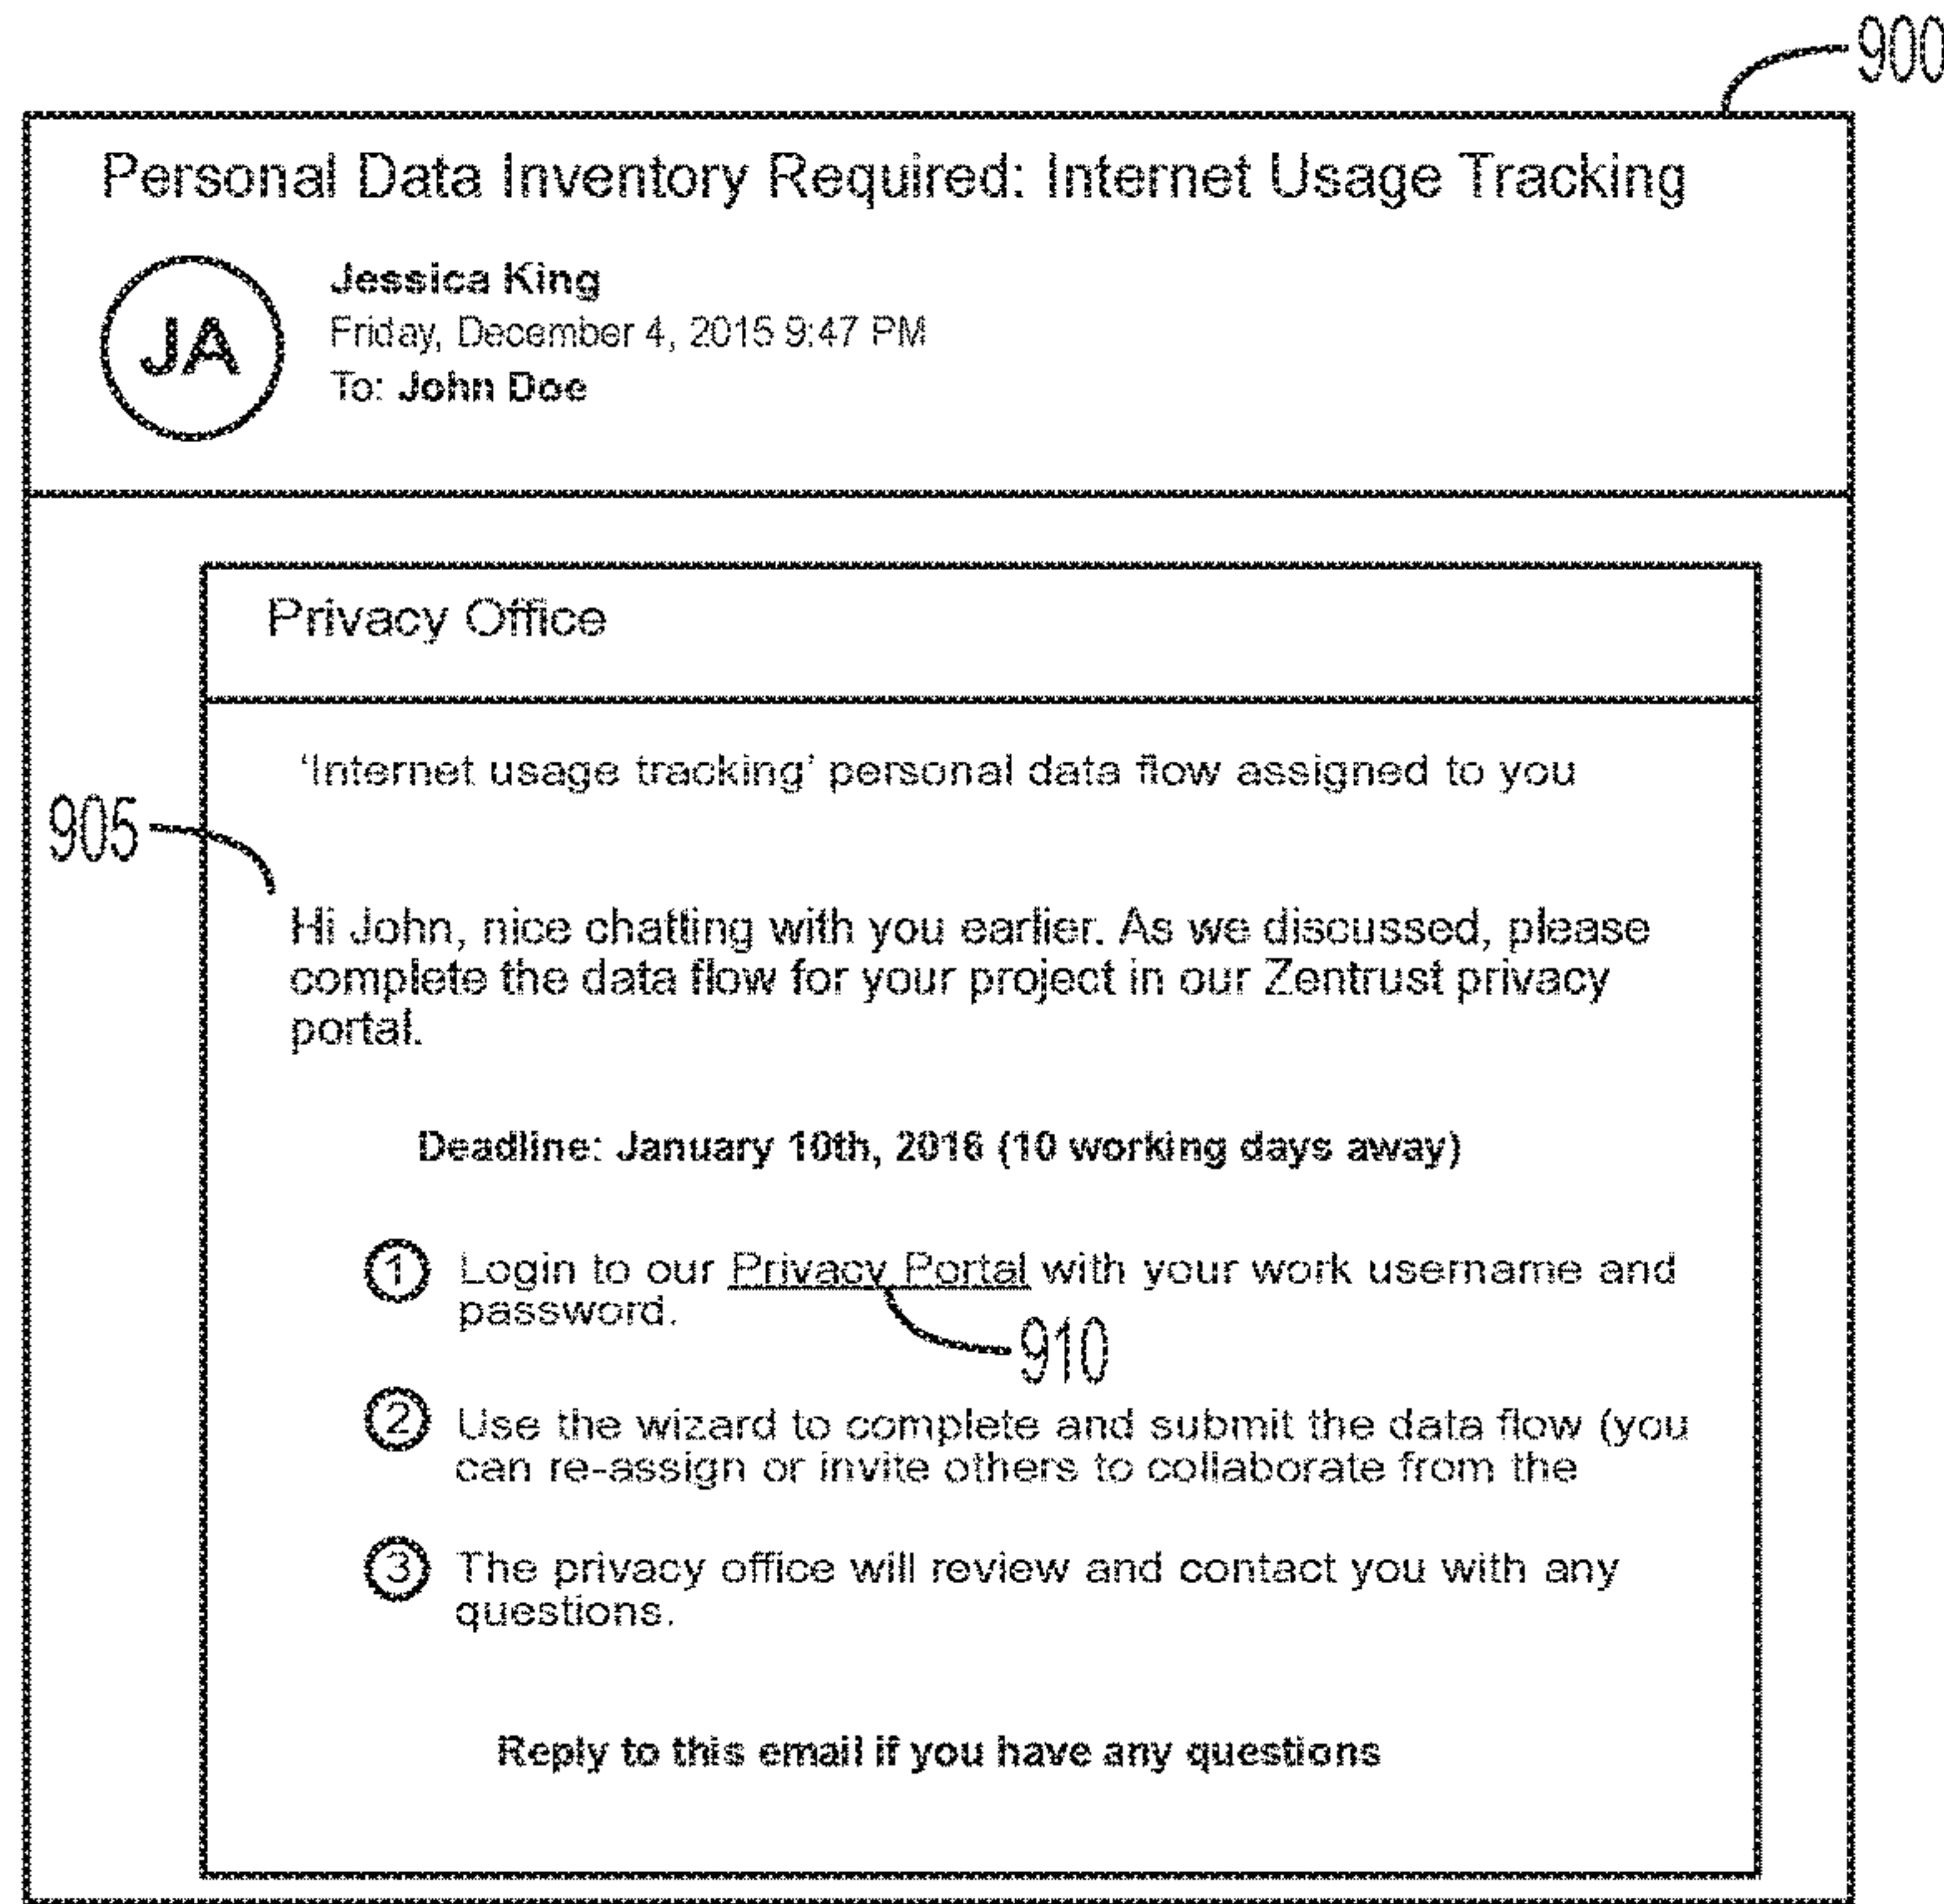 900
Personal Data Inventory Required: Internet Usage Tracking
JA
Jessica King
Friday, December 4, 2015 9:47 PM
To: John Doe
Privacy Office
‘Internet usage tracking’ personal data flow assigned to you
905
Hi John, nice chatting with you earlier. As we discussed, please
complete the data flow for your project in our Zentrust privacy
portal.
Deadline: January 10th, 2016 (10 working days away)
1 Login to our Privacy Portal with your work username and
password.
910
2 Use the wizard to complete and submit the data flow (you
can re-assign or invite others to collaborate from the
3 The privacy office will review and contact you with any
questions.
Reply to this email if you have any questions